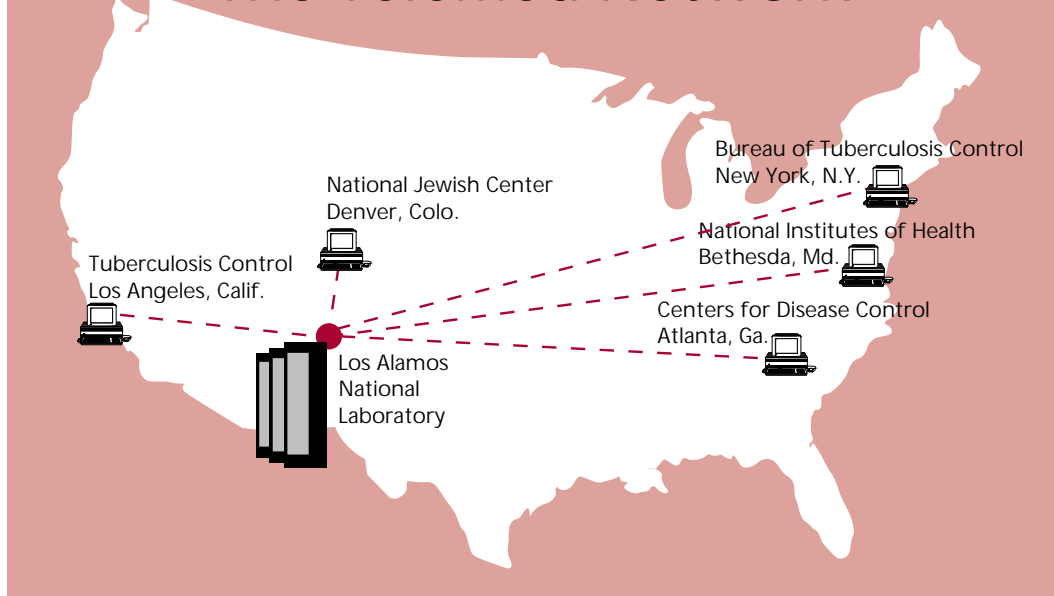 National Jewish Center
Denver, Colo.
Bureau of Tuberculosis Control
New York, N.Y.
National Institutes of Health
Bethesda, Md.
Tuberculosis Control
Los Angeles, Calif.
Centers for Disease Control
Atlanta, Ga.
Los Alamos
National
Laboratory